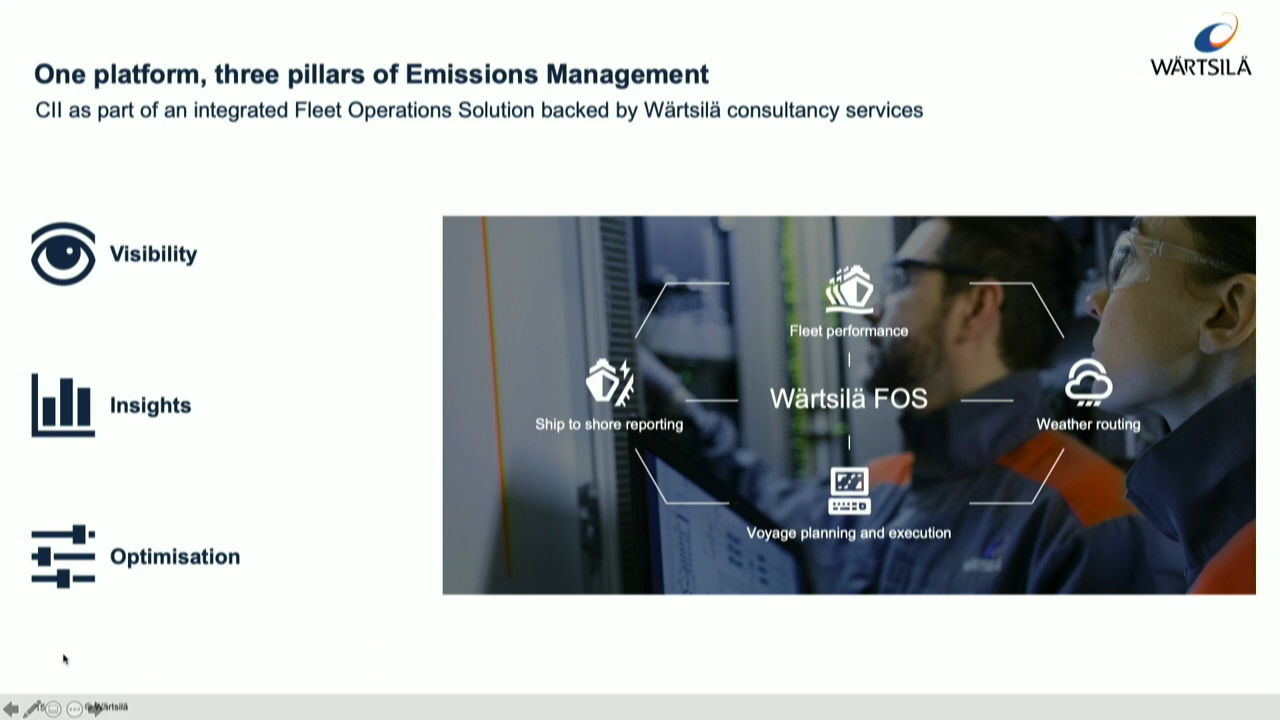 WÄRTSILÄ
One platform, three pillars of Emissions Management
CII as part of an integrated Fleet Operations Solution backed by Wärtsilä consultancy services
Visibility
Insights
Optimisation
Fleet performance
Ship to shore reporting
Wärtsilä FOS
Weather routing
Voyage planning and execution
Wärtsilä